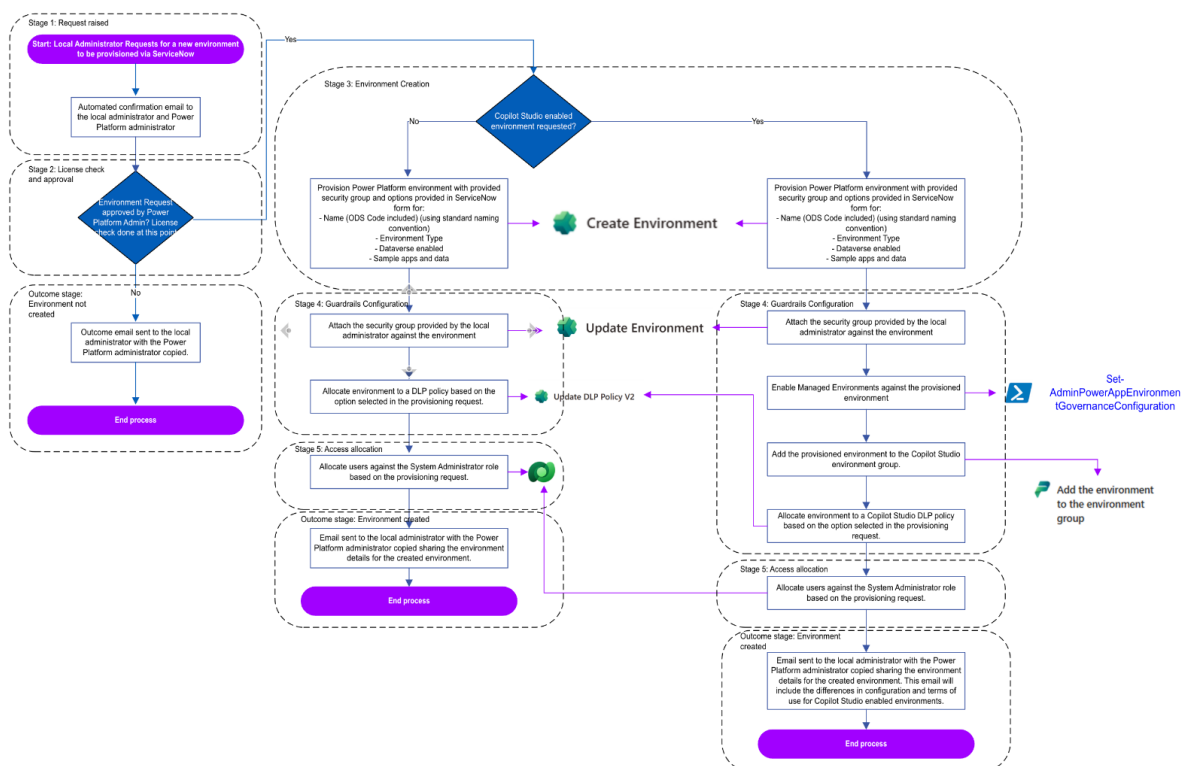 Stage 1: Request raised
Start: Local Administrator Requests for a new environment
to be provisioned via ServiceNow
Automated confirmation email to
the local administrator and Power
Platform administrator
Stage 2: License check
and approval
Environment Request
approved by Power
Platform Admin? License
check done at this point
Yes
No
Outcome stage:
Environment not
created
Outcome email sent to the local
administrator with the Power
Platform administrator copied.
End process
Stage 3: Environment Creation
Copilot Studio enabled
environment requested?
No
Yes
Provision Power Platform environment with provided
security group and options provided in ServiceNow
form for:
- Name (ODS Code included) (using standard naming
convention)
- Environment Type
- Dataverse enabled
- Sample apps and data
Create Environment
Provision Power Platform environment with provided
security group and options provided in ServiceNow
form for:
- Name (ODS Code included) (using standard naming
convention)
- Environment Type
- Dataverse enabled
- Sample apps and data
Stage 4: Guardrails Configuration
Attach the security group provided by the local
administrator against the environment
Update Environment
Allocate environment to a DLP policy based on the
option selected in the provisioning request.
Update DLP Policy V2
Stage 5: Access allocation
Allocate users against the System Administrator role
based on the provisioning request.
Outcome stage: Environment created
Email sent to the local administrator with the Power
Platform administrator copied sharing the environment
details for the created environment.
End process
Stage 4: Guardrails Configuration
Attach the security group provided by the local
administrator against the environment
Enable Managed Environments against the provisioned
environment
Set-
AdminPowerAppEnvironmen
tGovernanceConfiguration
Add the provisioned environment to the Copilot Studio
environment group.
Add the environment
to the environment
group
Allocate environment to a Copilot Studio DLP policy
based on the option selected in the provisioning
request.
Stage 5: Access allocation
Allocate users against the System Administrator role
based on the provisioning request.
Outcome stage: Environment
created
Email sent to the local administrator with the Power
Platform administrator copied sharing the environment
details for the created environment. This email will
include the differences in configuration and terms of
use for Copilot Studio enabled environments.
End process